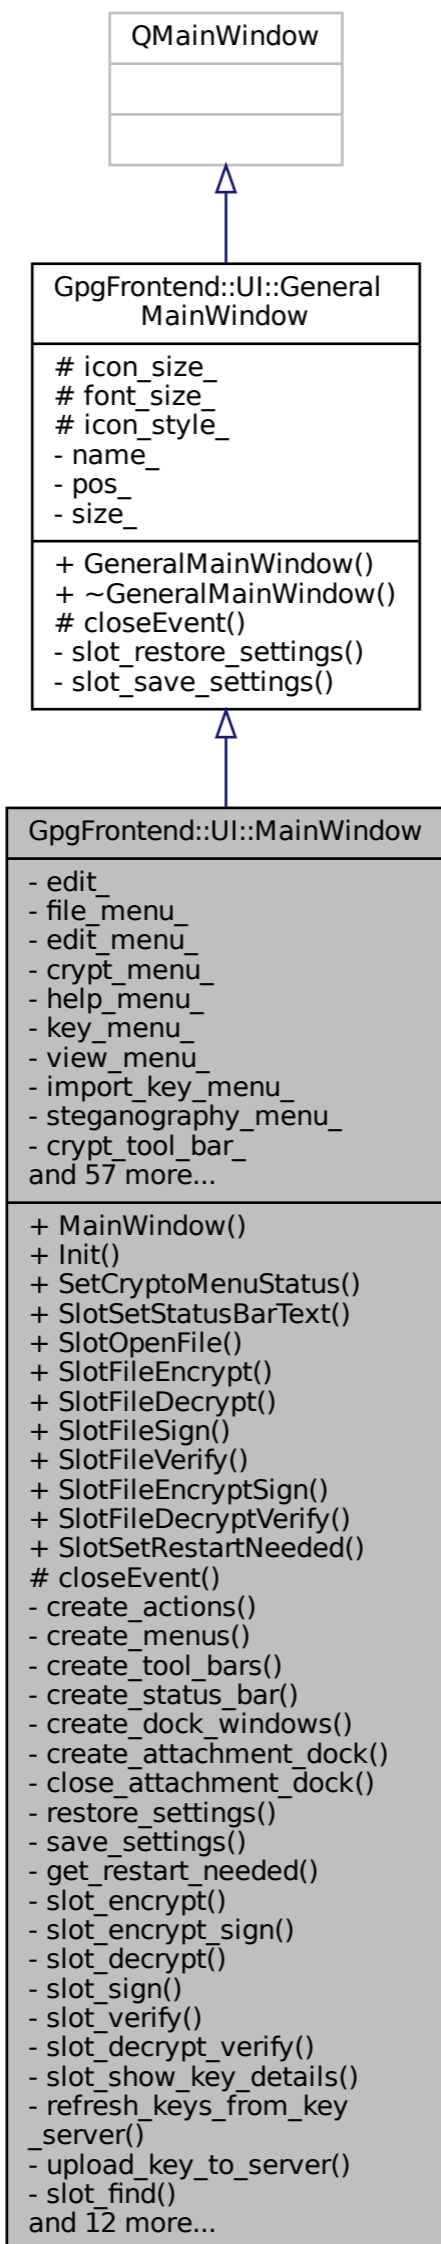 QMainWindow
GpgFrontend::UI::General
MainWindow
# icon_size_
# font_size_
# icon_style_
- name_
- pos_
- size_
+ GeneralMainWindow()
+ ~GeneralMainWindow()
# closeEvent()
- slot_restore_settings()
- slot_save_settings()
GpgFrontend::UI::MainWindow
- edit_
- file_menu_
- edit_menu_
- crypt_menu_
- help_menu_
- key_menu_
- view_menu_
- import_key_menu_
- steganography_menu_
- crypt_tool_bar_
and 57 more...
+ MainWindow()
+ Init()
+ SetCryptoMenuStatus()
+ SlotSetStatusBarText()
+ SlotOpenFile()
+ SlotFileEncrypt()
+ SlotFileDecrypt()
+ SlotFileSign()
+ SlotFileVerify()
+ SlotFileEncryptSign()
+ SlotFileDecryptVerify()
+ SlotSetRestartNeeded()
# closeEvent()
- create_actions()
- create_menus()
- create_tool_bars()
- create_status_bar()
- create_dock_windows()
- create_attachment_dock()
- close_attachment_dock()
- restore_settings()
- save_settings()
- get_restart_needed()
- slot_encrypt()
- slot_encrypt_sign()
- slot_decrypt()
- slot_sign()
- slot_verify()
- slot_decrypt_verify()
- slot_show_key_details()
- refresh_keys_from_key
_server()
- upload_key_to_server()
- slot_find()
and 12 more...